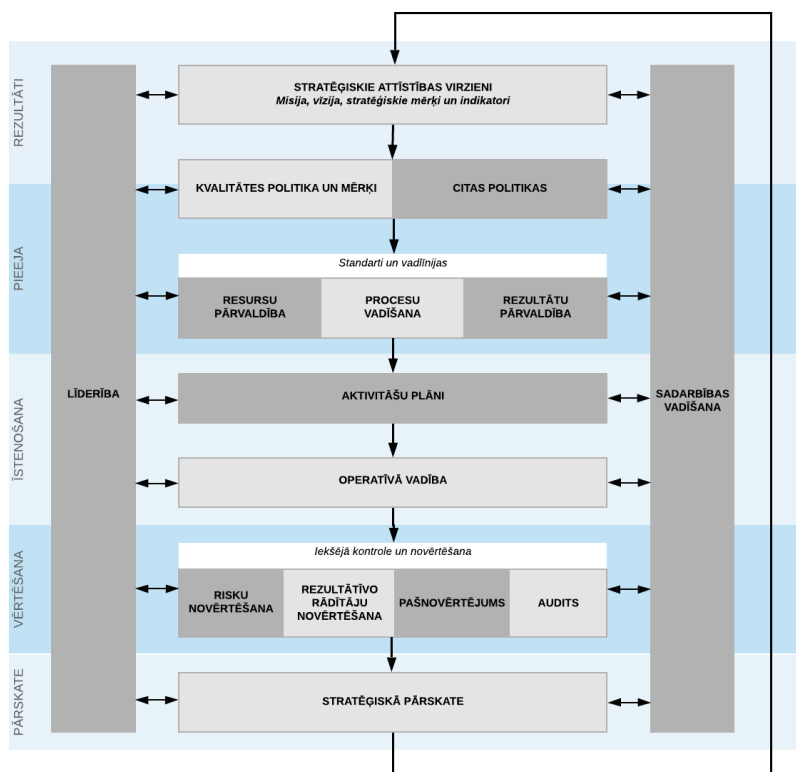 STRATĒĢISKIE ATTĪSTĪBAS VIRZIENI
Misija, vīzija, stratēģiskie mērķi un indikatori
REZULTĀTI
KVALITĀTES POLITIKA UN MĒRĶI
CITAS POLITIKAS
PIEEJA
Standarti un vadlīnijas
RESURSU
PĀRVALDĪBA
PROCESU
VADĪŠANA
REZULTĀTU
PĀRVALDĪBA
LĪDERĪBA
AKTIVITĀŠU PLĀNI
SADARBĪBAS
VADĪŠANA
ĪSTENOŠANA
OPERATĪVĀ VADĪBA
VĒRTĒŠANA
Iekšējā kontrole un novērtēšana
RISKU
NOVĒRTĒŠANA
REZULTĀTĪVO
RĀDĪTĀJU
NOVĒRTĒŠANA
PAŠNOVĒRTĒJUMS
AUDITS
PĀRSKATE
STRATĒĢISKĀ PĀRSKATE